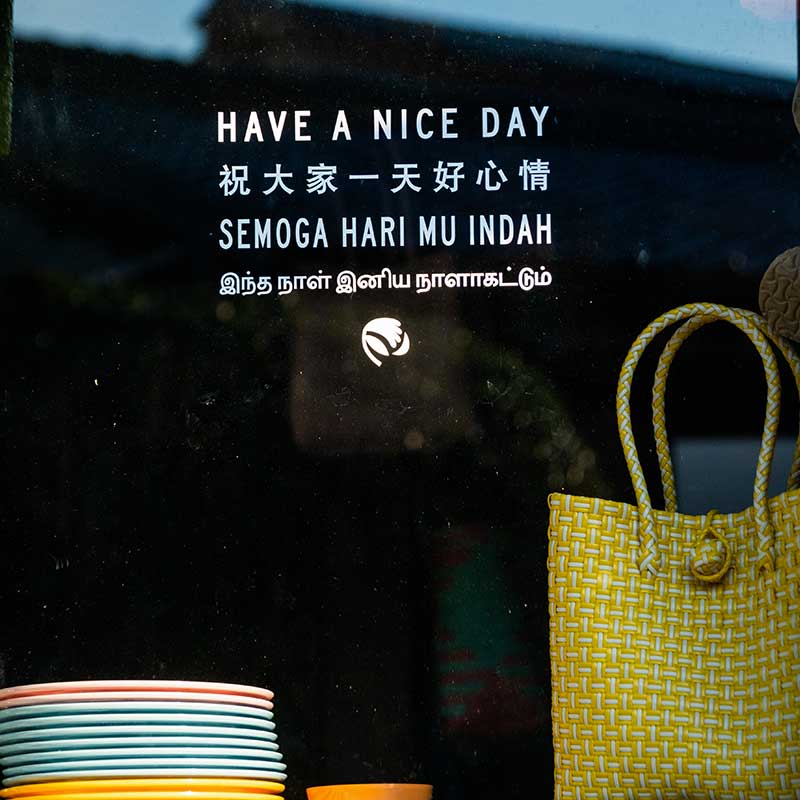 HAVE A NICE DAY
祝大家一天好心情
SEMOGA HARI MU INDAH
இந்த நாள் இனிய நாளாகட்டும்